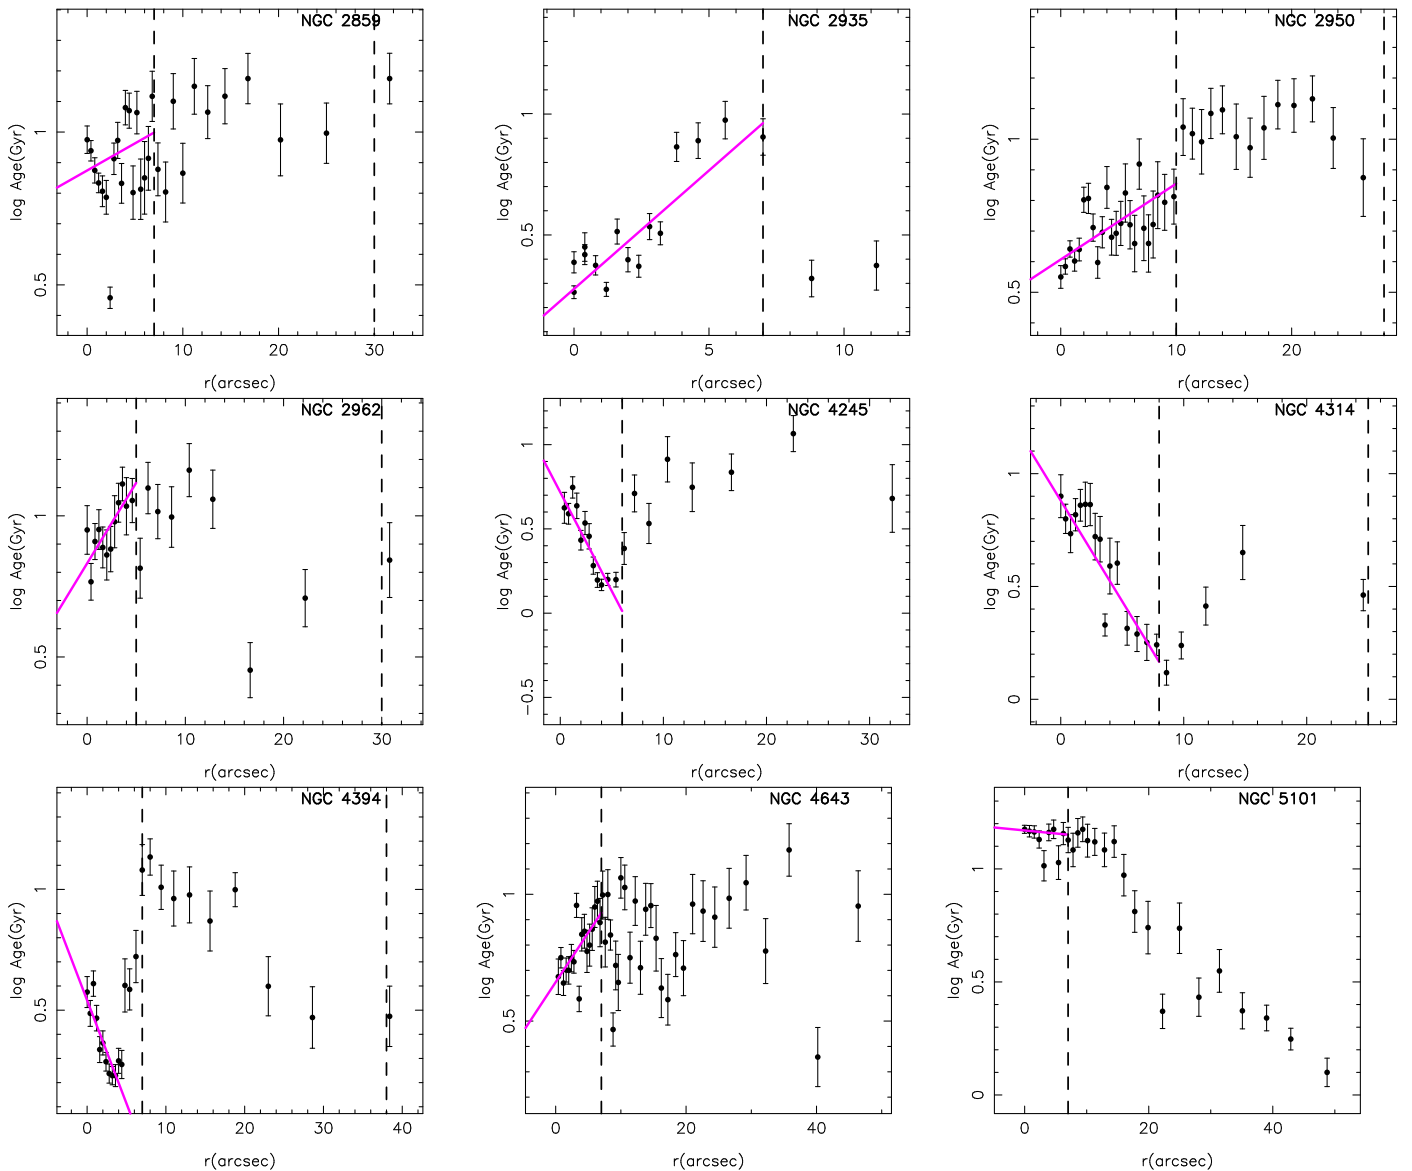 NGC 2859
log Age(Gyr)
1
0.5
0 10 20 30
r(arcsec)
NGC 2935
log Age(Gyr)
1
0.5
0 5 10
r(arcsec)
NGC 2950
log Age(Gyr)
1
0.5
0 10 20
r(arcsec)
NGC 2962
log Age(Gyr)
1
0.5
0 10 20 30
r(arcsec)
NGC 4245
log Age(Gyr)
1
0.5
0
−0.5
0 10 20 30
r(arcsec)
NGC 4314
log Age(Gyr)
1
0.5
0
0 10 20
r(arcsec)
NGC 4394
log Age(Gyr)
1
0.5
0 10 20 30 40
r(arcsec)
NGC 4643
log Age(Gyr)
1
0.5
0 20 40
r(arcsec)
NGC 5101
log Age(Gyr)
1
0.5
0
0 20 40
r(arcsec)